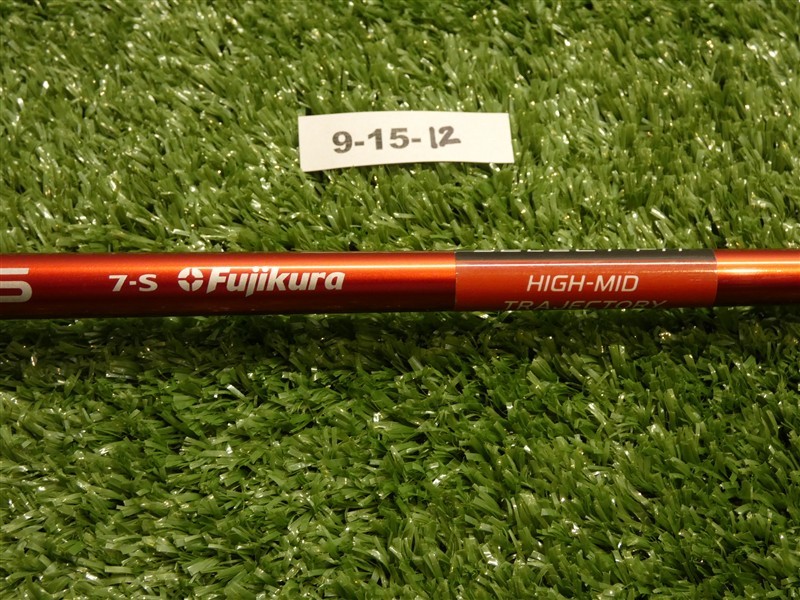 9-15-12
7-S Fujikura
HIGH-MID
TRAJECTORY